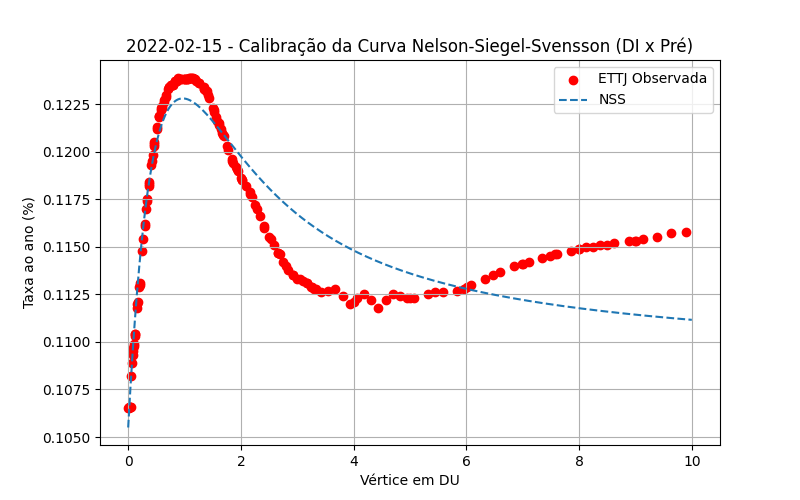 2022-02-15 - Calibração da Curva Nelson-Siegel-Svensson (DI x Pré)
ETTJ Observada
NSS
Taxa ao ano (%)
0.1225
0.1200
0.1175
0.1150
0.1125
0.1100
0.1075
0.1050
0 2 4 6 8 10
Vértice em DU